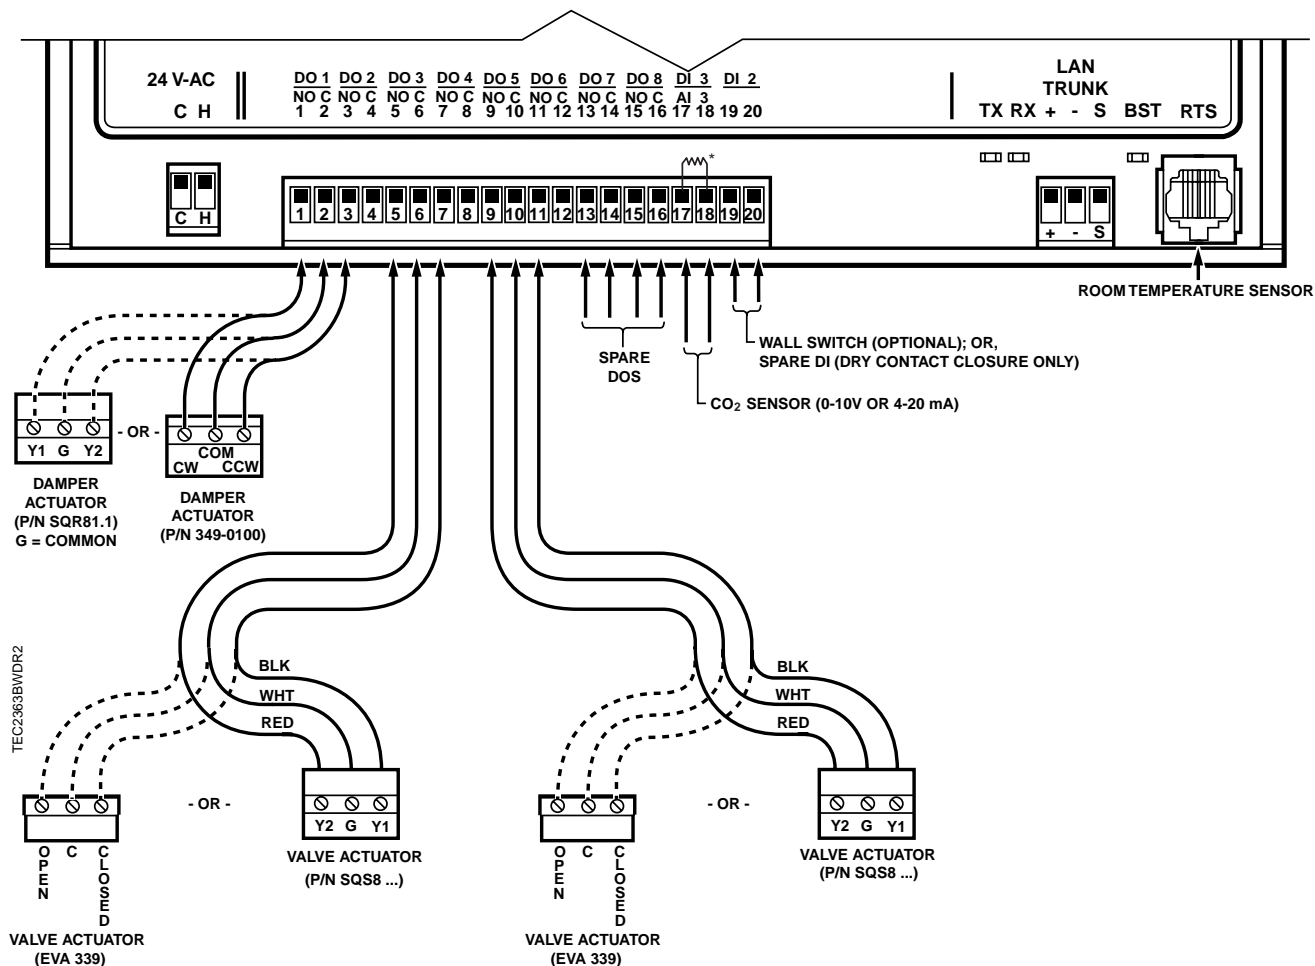 24 V-AC
C H
DO 1 DO 2 DO 3 DO 4 DO 5 DO 6 DO 7 DO 8 DI 3 DI 2
NO C NO C NO C NO C NO C NO C NO C NO C AI 3
1 2 3 4 5 6 7 8 9 10 11 12 13 14 15 16 17 18 19 20
LAN
TRUNK
TX RX + - S BST RTS
*
C H
1 2 3 4 5 6 7 8 9 10 11 12 13 14 15 16 17 18 19 20
+ - S
ROOM TEMPERATURE SENSOR
WALL SWITCH (OPTIONAL); OR,
SPARE DI (DRY CONTACT CLOSURE ONLY)
SPARE
DOS
CO2 SENSOR (0-10V OR 4-20 mA)
Y1 G Y2
- OR -
COM
CW CCW
DAMPER
ACTUATOR
(P/N SQR81.1)
G = COMMON
DAMPER
ACTUATOR
(P/N 349-0100)
TEC2363BWDR2
BLK
WHT
RED
BLK
WHT
RED
- OR -
Y2 G Y1
- OR -
Y2 G Y1
OPEN
C
CLOSED
VALVE ACTUATOR
(P/N SQS8 ...)
OPEN
C
CLOSED
VALVE ACTUATOR
(P/N SQS8 ...)
VALVE ACTUATOR
(EVA 339)
VALVE ACTUATOR
(EVA 339)